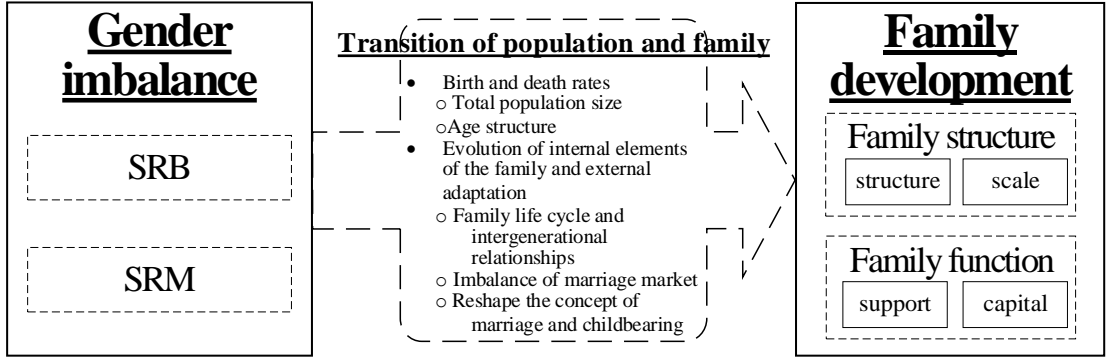 Gender
imbalance
SRB
SRM
Transition of population and family
• Birth and death rates
o Total population size
o Age structure
• Evolution of internal elements
of the family and external
adaptation
o Family life cycle and
intergenerational
relationships
o Imbalance of marriage market
o Reshape the concept of
marriage and childbearing
Family
development
Family structure
structure scale
Family function
support capital